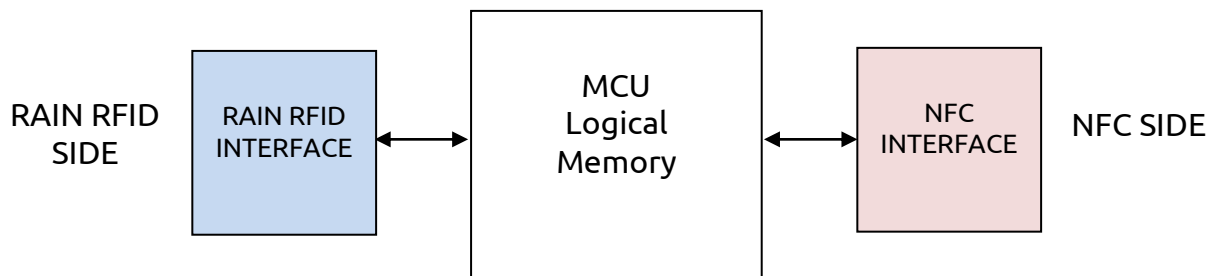 RAIN RFID
SIDE
RAIN RFID
INTERFACE
MCU
Logical
Memory
NFC
INTERFACE
NFC SIDE